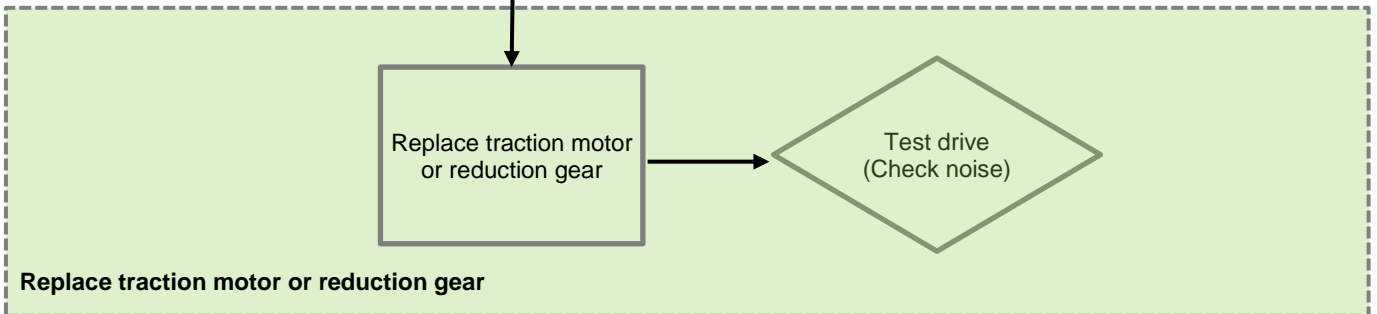 Replace traction motor
or reduction gear
Test drive
(Check noise)
Replace traction motor or reduction gear